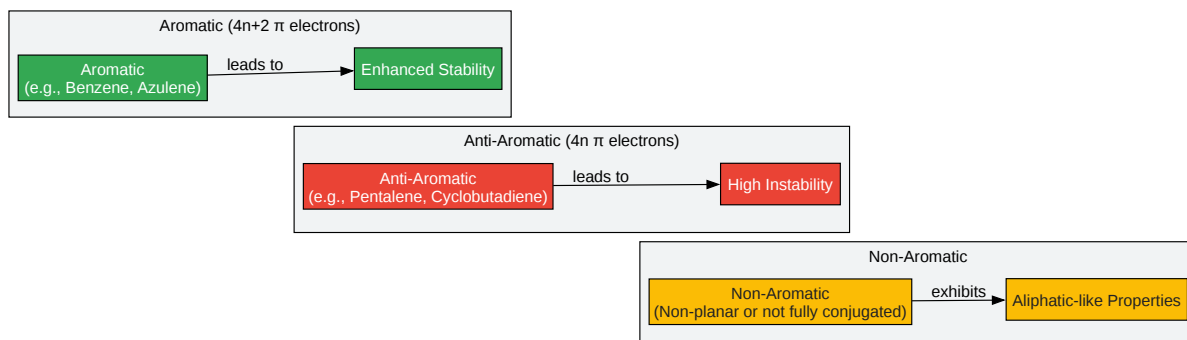 Aromatic (4n+2 π electrons)
Aromatic
(e.g., Benzene, Azulene)
leads to
Enhanced Stability
Anti-Aromatic (4n π electrons)
Anti-Aromatic
(e.g., Pentalene, Cyclobutadiene)
leads to
High Instability
Non-Aromatic
Non-Aromatic
(Non-planar or not fully conjugated)
exhibits
Aliphatic-like Properties